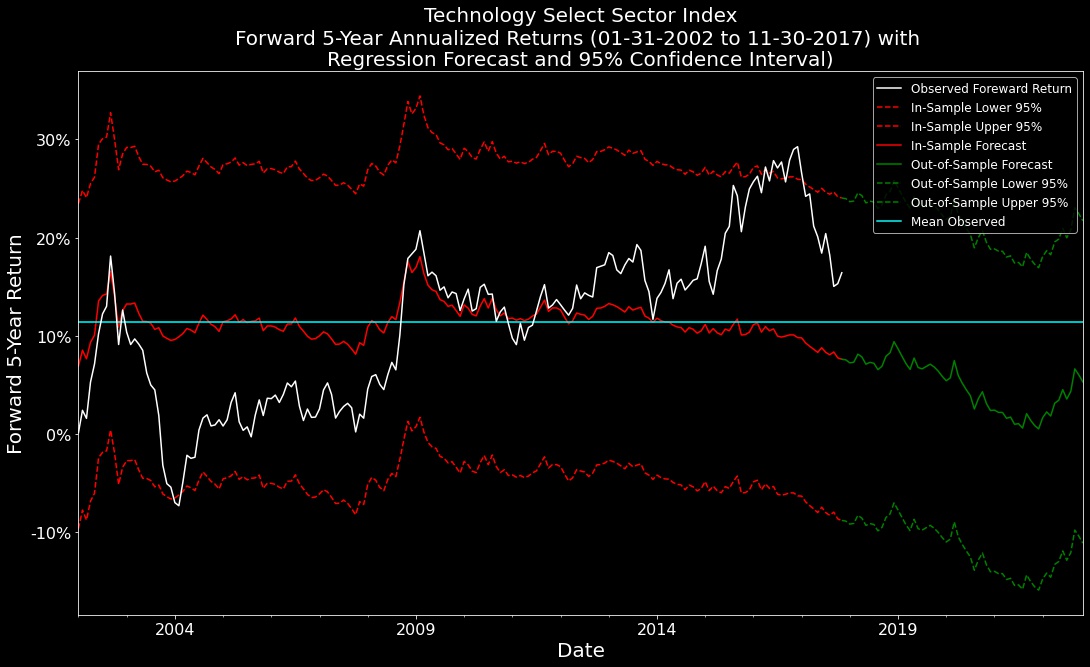 Technology Select Sector Index
Forward 5-Year Annualized Returns (01-31-2002 to 11-30-2017) with
Regression Forecast and 95% Confidence Interval)
Observed Foreward Return
In-Sample Lower 95%
In-Sample Upper 95%
In-Sample Forecast
Out-of-Sample Forecast
Out-of-Sample Lower 95%
Out-of-Sample Upper 95%
Mean Observed
Forward 5-Year Return
30%
20%
10%
0%
-10%
2004
2009
2014
2019
Date